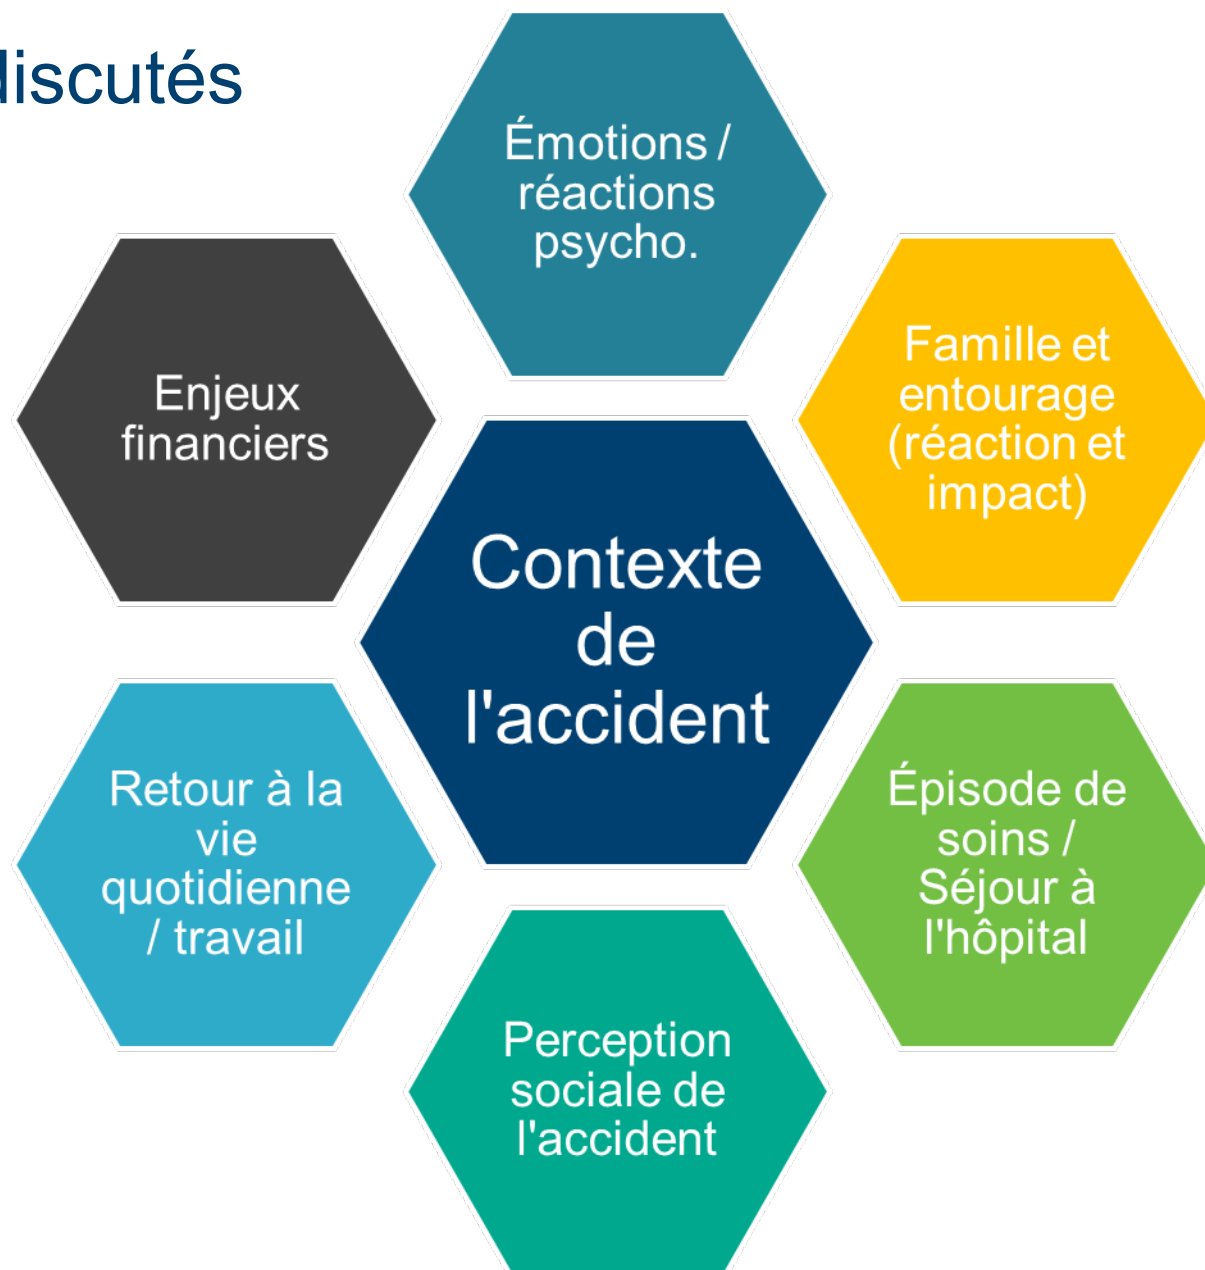 discutés
Émotions /
réactions
psycho.
Famille et
entourage
(réaction et
impact)
Enjeux
financiers
Contexte
de
l'accident
Retour à la
vie
quotidienne
/ travail
Épisode de
soins /
Séjour à
l'hôpital
Perception
sociale de
l'accident